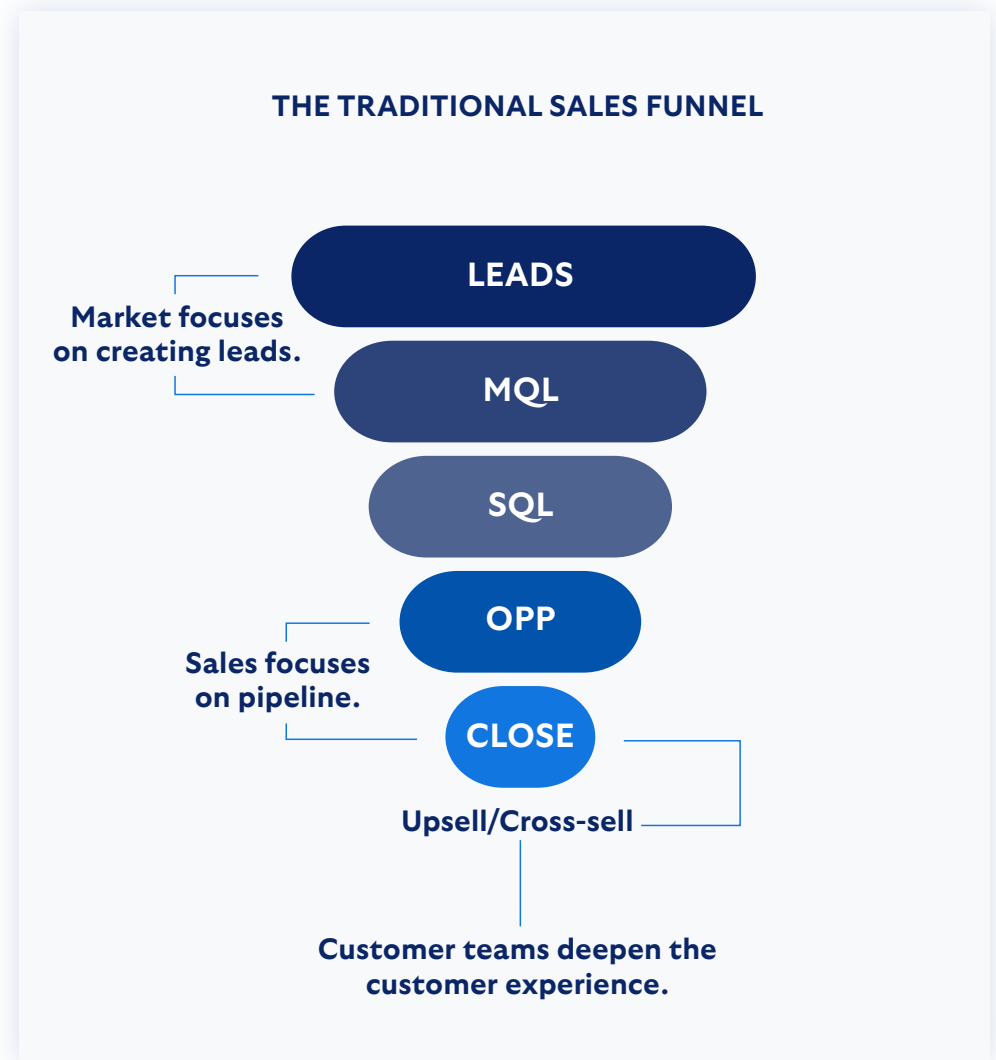 THE TRADITIONAL SALES FUNNEL
LEADS
Market focuses
on creating leads.
MQL
SQL
OPP
Sales focuses
on pipeline.
CLOSE
Upsell/Cross-sell
Customer teams deepen the
customer experience.